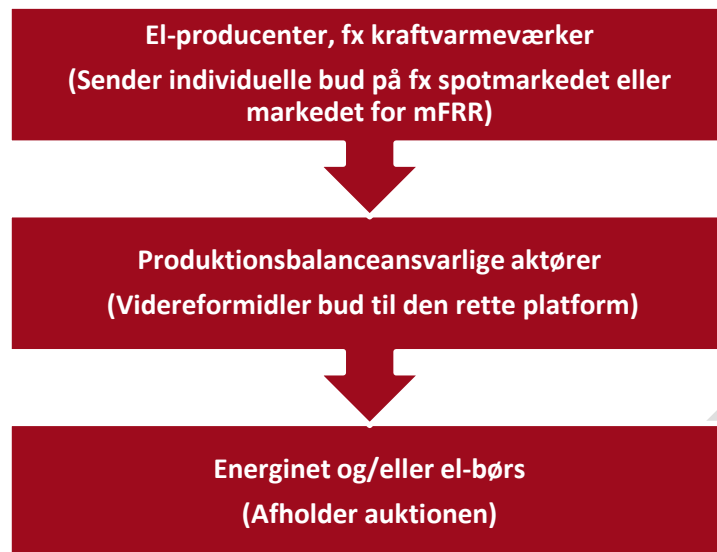 El-producenter, fx kraftvarmeværker
(Sender individuelle bud på fx spotmarkedet eller
markedet for mFRR)
Produktionsbalanceansvarlige aktører
(Videreformidler bud til den rette platform)
Energinet og/eller el-børs
(Afholder auktionen)